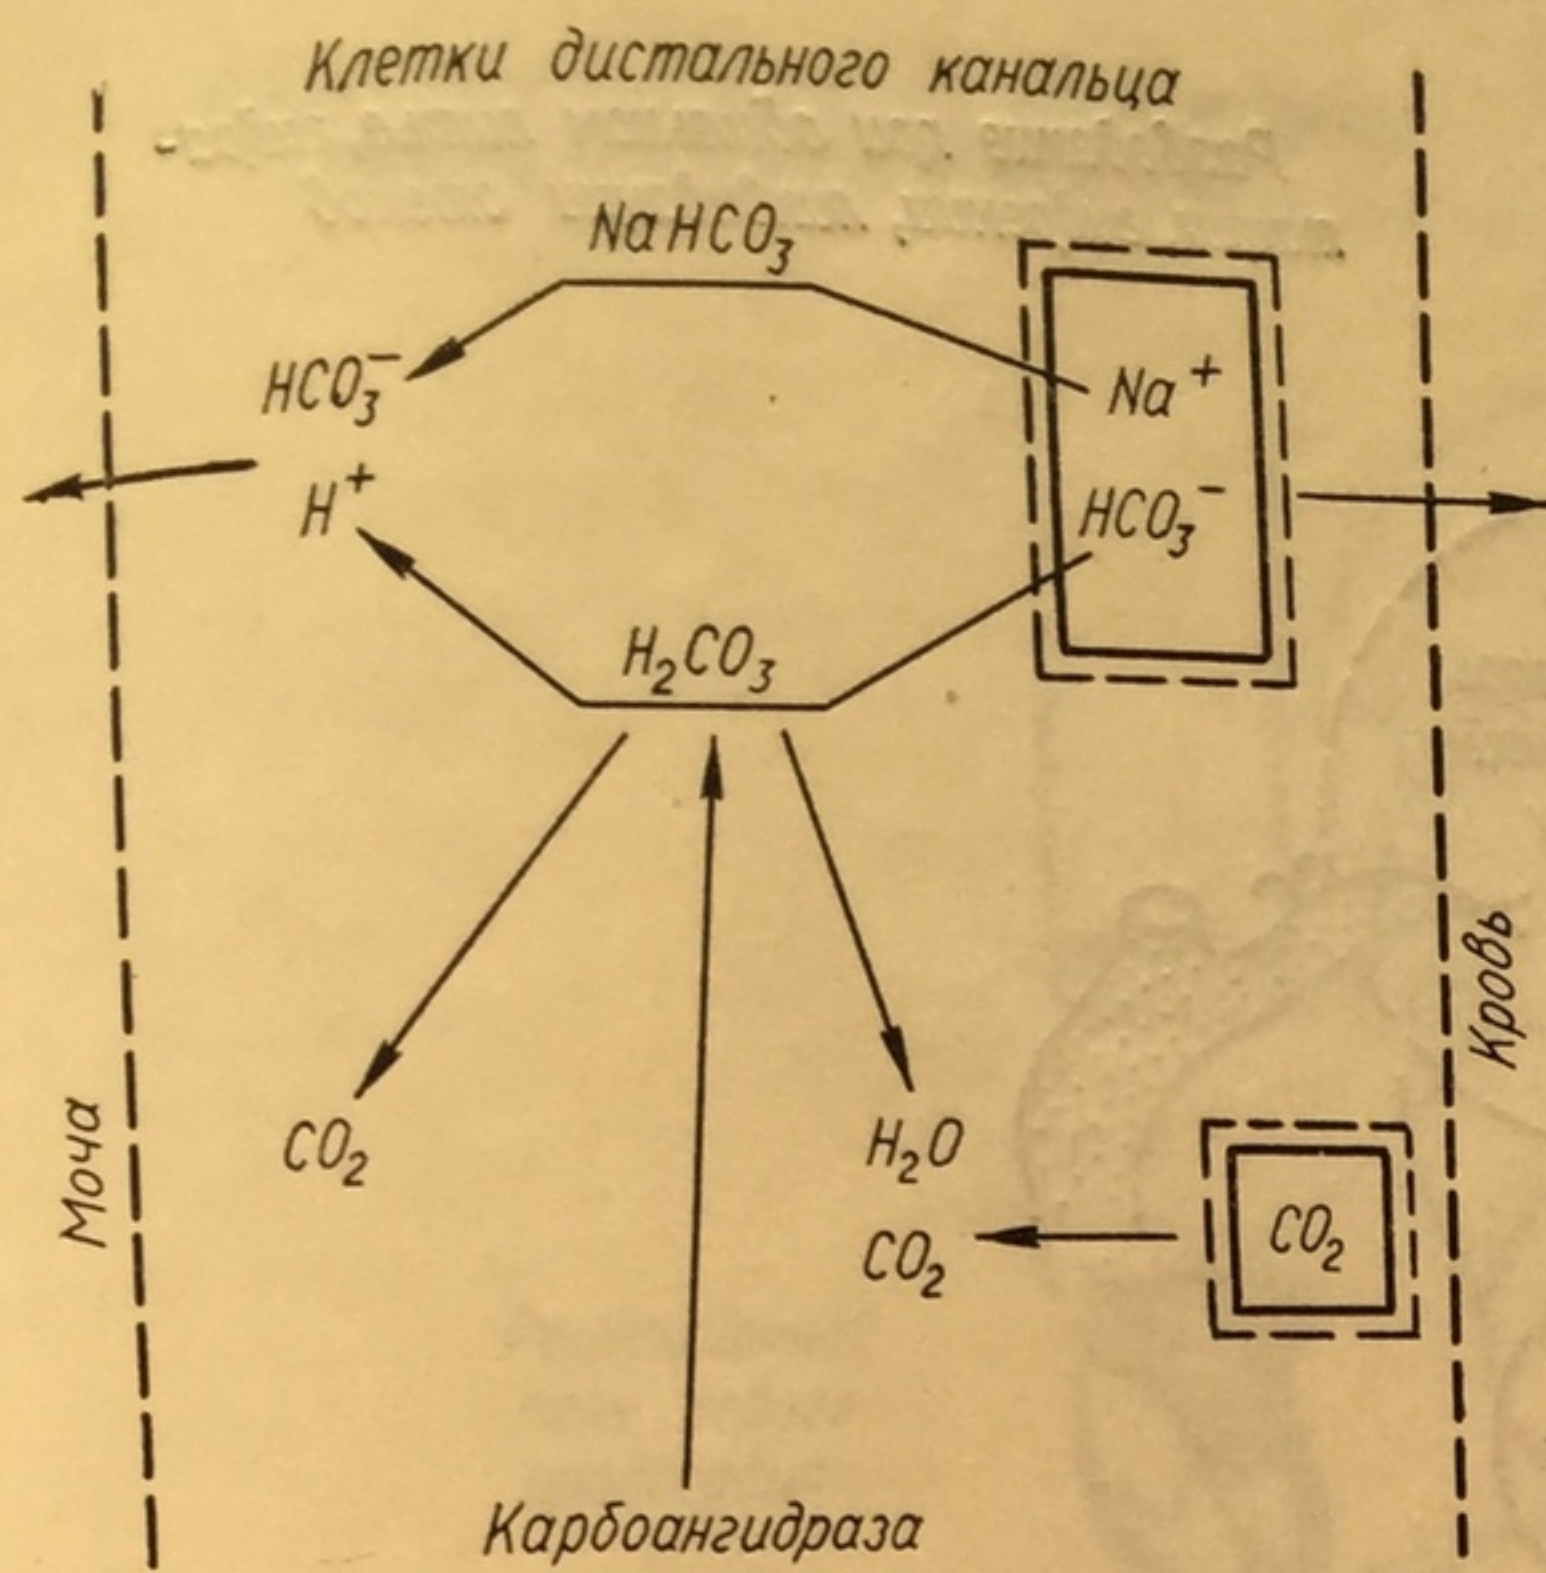 Клетки дистального канальца
NaHCO₃
HCO₃⁻
Na⁺
H⁺
HCO₃⁻
H₂CO₃
Моча
Кровь
CO₂
H₂O
CO₂
CO₂
Карбоангидраза